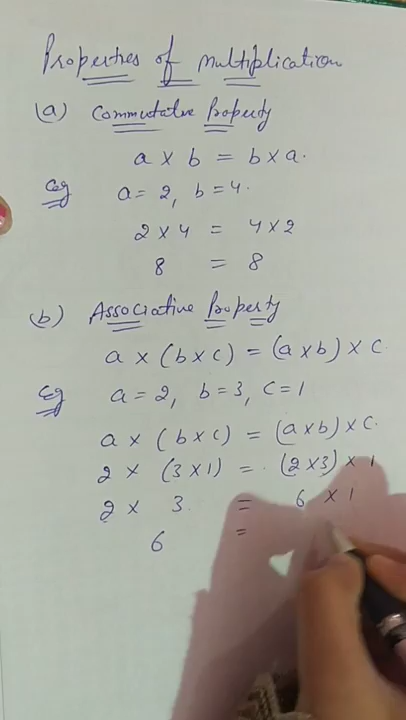 Properties of multiplication
(a) Commutative Property
a × b = b × a.
Eg a = 2, b = 4.
2 × 4 = 4 × 2
8 = 8
(b) Associative Property
a × (b × c) = (a × b) × c
Eg a = 2, b = 3, c = 1
a × (b × c) = (a × b) × c.
2 × (3 × 1) = (2 × 3) × 1
2 × 3 = 6 × 1
6 =